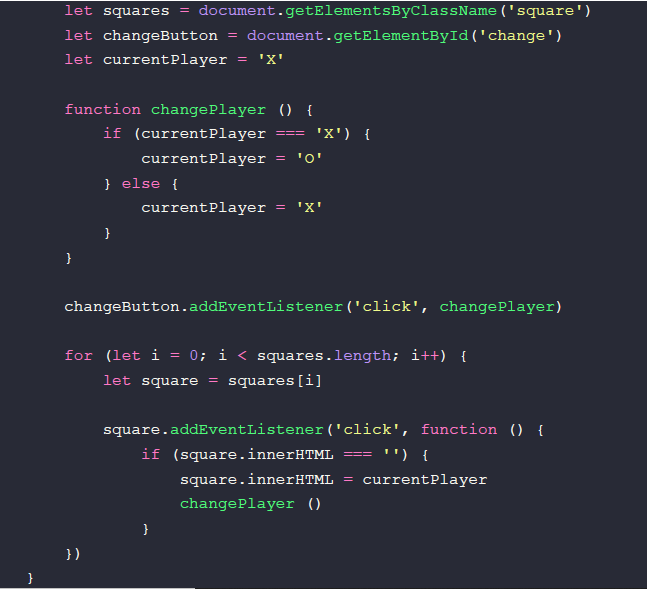 let squares = document.getElementsByClassName('square')
let changeButton = document.getElementById('change')
let currentPlayer = 'X'
function changePlayer () {
if (currentPlayer === 'X') {
currentPlayer = 'O'
} else {
currentPlayer = 'X'
}
}
changeButton.addEventListener('click', changePlayer)
for (let i = 0; i < squares.length; i++) {
let square = squares[i]
square.addEventListener('click', function () {
if (square.innerHTML === '') {
square.innerHTML = currentPlayer
changePlayer ()
}
})
}